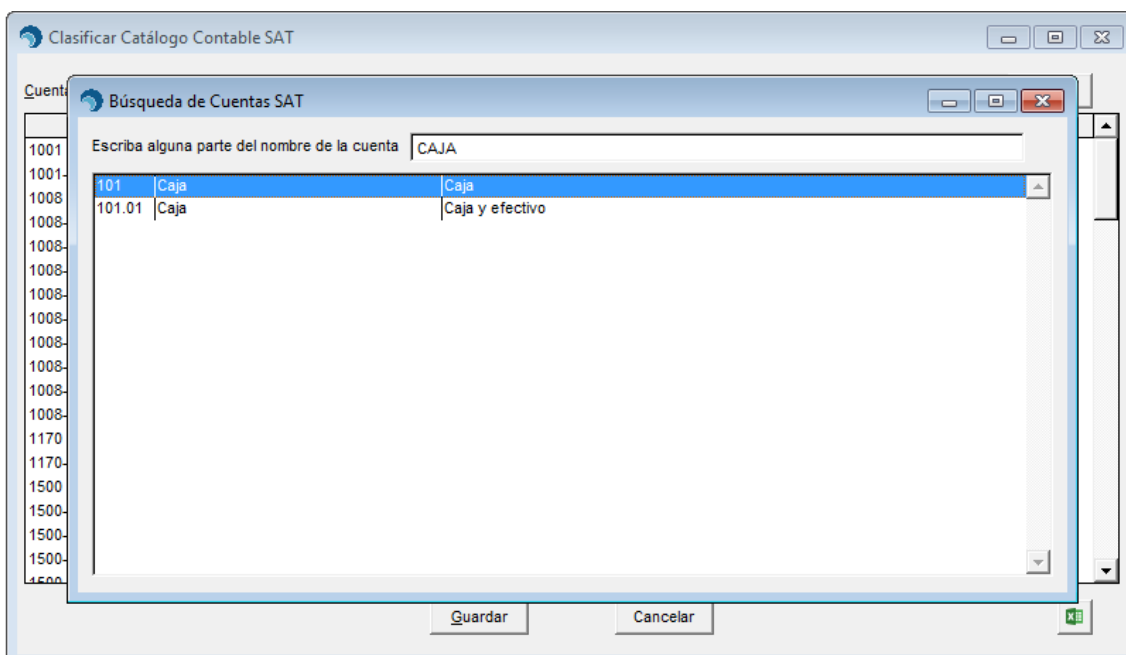 Clasificar Catálogo Contable SAT
Cuenta
Búsqueda de Cuentas SAT
Escriba alguna parte del nombre de la cuenta CAJA
101 Caja Caja
101.01 Caja Caja y efectivo
1001
1001-
1008
1008-
1008-
1008-
1008-
1008-
1008-
1008-
1008-
1008-
1170
1170-
1500
1500-
1500-
1500-
1500
Guardar Cancelar